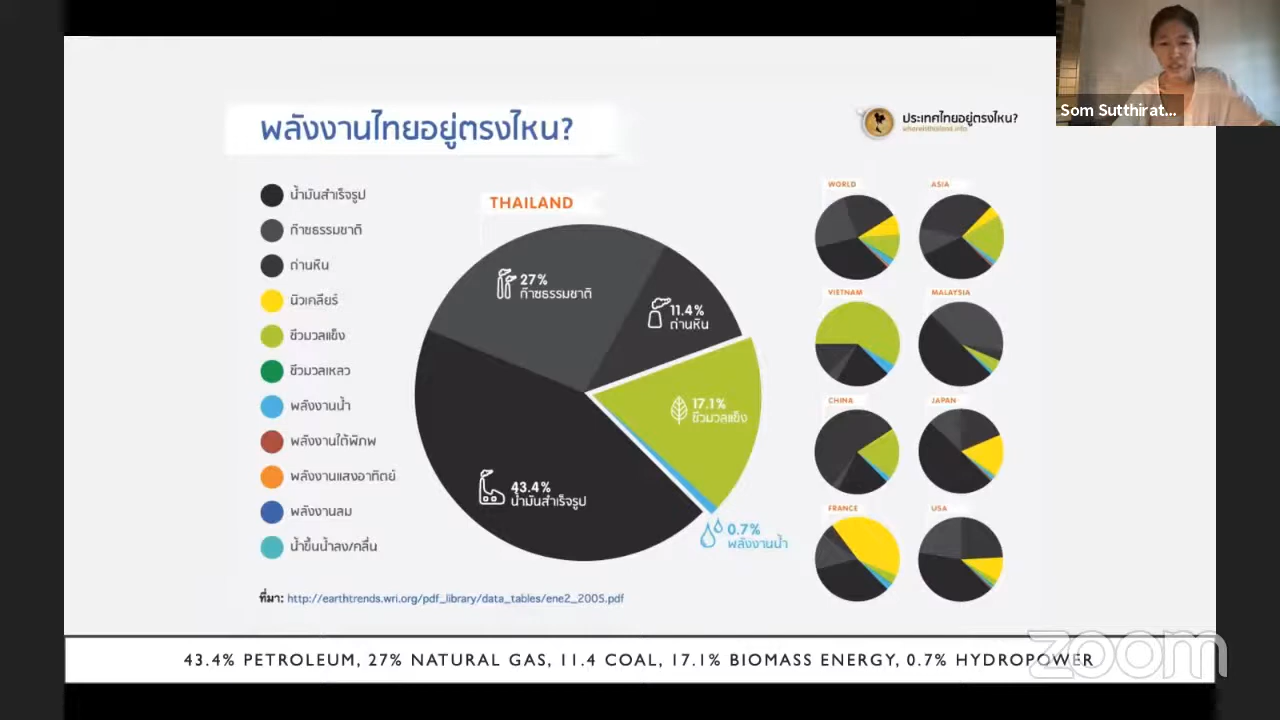 Som Sutthirat...
พลังงานไทยอยู่ตรงไหน?
ประเทศไทยอยู่ตรงไหน?
whereisthailand.info
น้ำมันสำเร็จรูป
ก๊าซธรรมชาติ
ถ่านหิน
นิวเคลียร์
ชีวมวลแข็ง
ชีวมวลเหลว
พลังงานน้ำ
พลังงานใต้พิภพ
พลังงานแสงอาทิตย์
พลังงานลม
น้ำขึ้นน้ำลง/คลื่น
THAILAND
27%
ก๊าซธรรมชาติ
11.4%
ถ่านหิน
17.1%
ชีวมวลแข็ง
43.4%
น้ำมันสำเร็จรูป
0.7%
พลังงานน้ำ
WORLD
ASIA
VIETNAM
MALAYSIA
CHINA
JAPAN
FRANCE
USA
ที่มา: http://earthtrends.wri.org/pdf_library/data_tables/ene2_2005.pdf
43.4% PETROLEUM, 27% NATURAL GAS, 11.4 COAL, 17.1% BIOMASS ENERGY, 0.7% HYDROPOWER
zoom